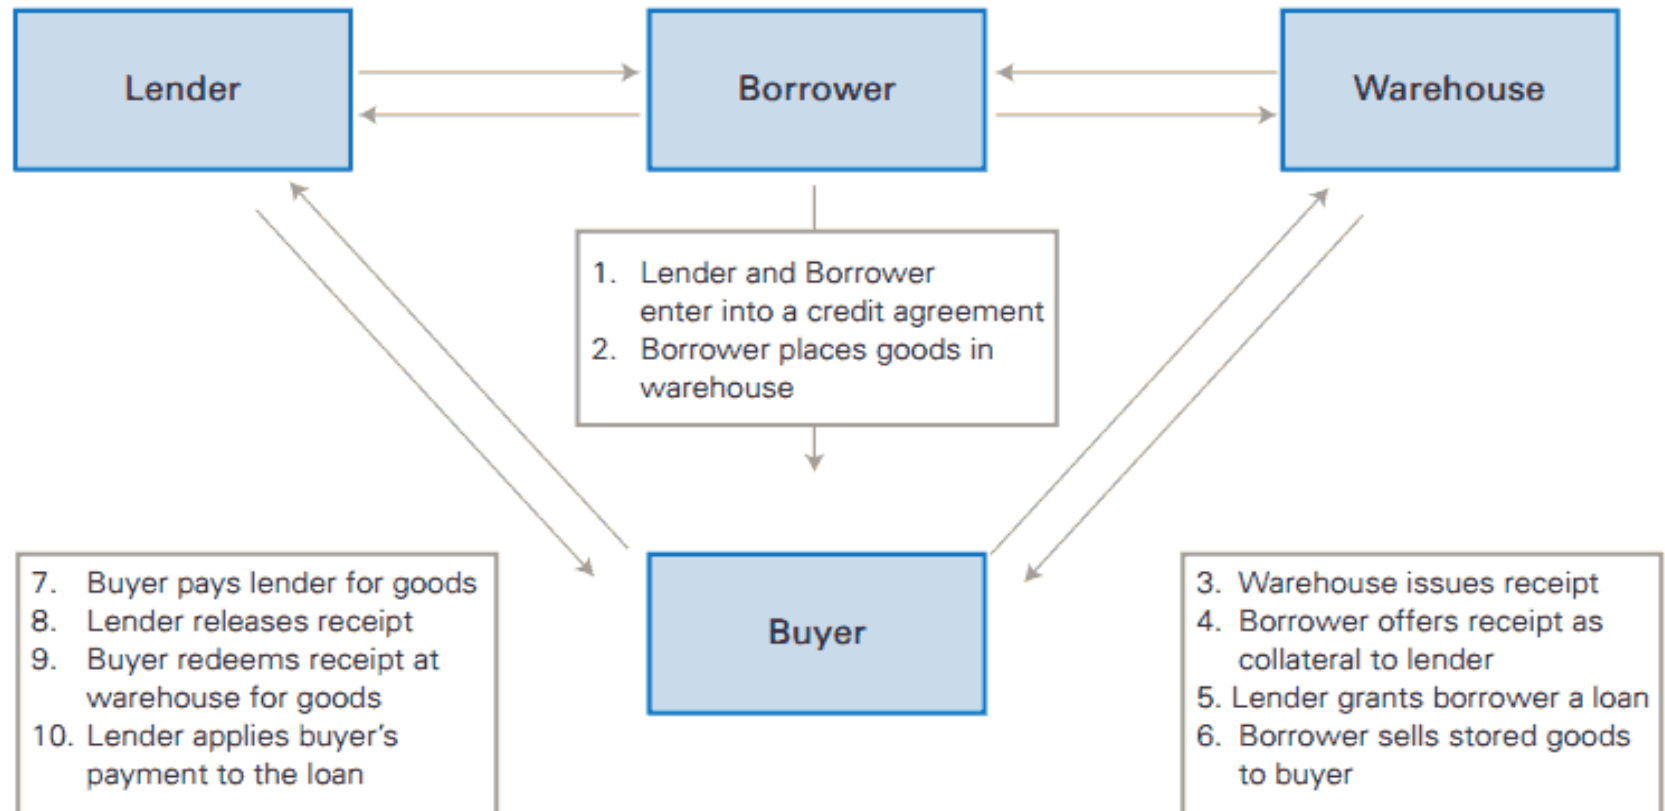 Lender
Borrower
Warehouse
1. Lender and Borrower
enter into a credit agreement
2. Borrower places goods in
warehouse
Buyer
7. Buyer pays lender for goods
8. Lender releases receipt
9. Buyer redeems receipt at
warehouse for goods
10. Lender applies buyer's
payment to the loan
3. Warehouse issues receipt
4. Borrower offers receipt as
collateral to lender
5. Lender grants borrower a loan
6. Borrower sells stored goods
to buyer